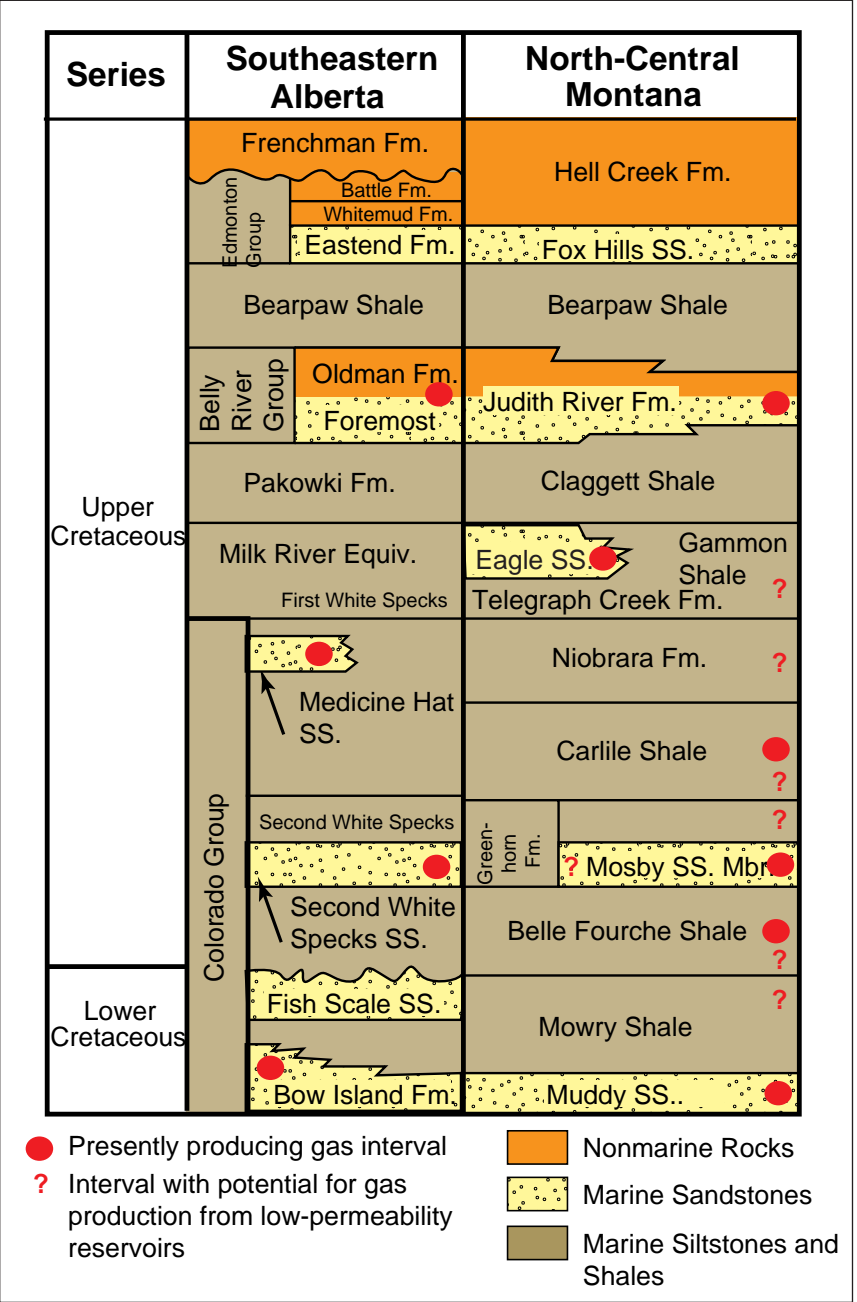 Series
Southeastern
Alberta
North-Central
Montana
Upper
Cretaceous
Lower
Cretaceous
Frenchman Fm.
Edmonton
Group
Battle Fm.
Whitemud Fm.
Eastend Fm.
Bearpaw Shale
Belly
River
Group
Oldman Fm.
Foremost
Pakowki Fm.
Milk River Equiv.
First White Specks
Colorado Group
Medicine Hat
SS.
Second White Specks
Second White
Specks SS.
Fish Scale SS.
Bow Island Fm.
Hell Creek Fm.
Fox Hills SS.
Bearpaw Shale
Judith River Fm.
Claggett Shale
Eagle SS.
Gammon
Shale
?
Telegraph Creek Fm.
Niobrara Fm.
?
Carlile Shale
?
Green-
horn
Fm.
?
? Mosby SS. Mbr.
Belle Fourche Shale
?
?
Mowry Shale
Muddy SS..
Presently producing gas interval
? Interval with potential for gas
production from low-permeability
reservoirs
Nonmarine Rocks
Marine Sandstones
Marine Siltstones and
Shales